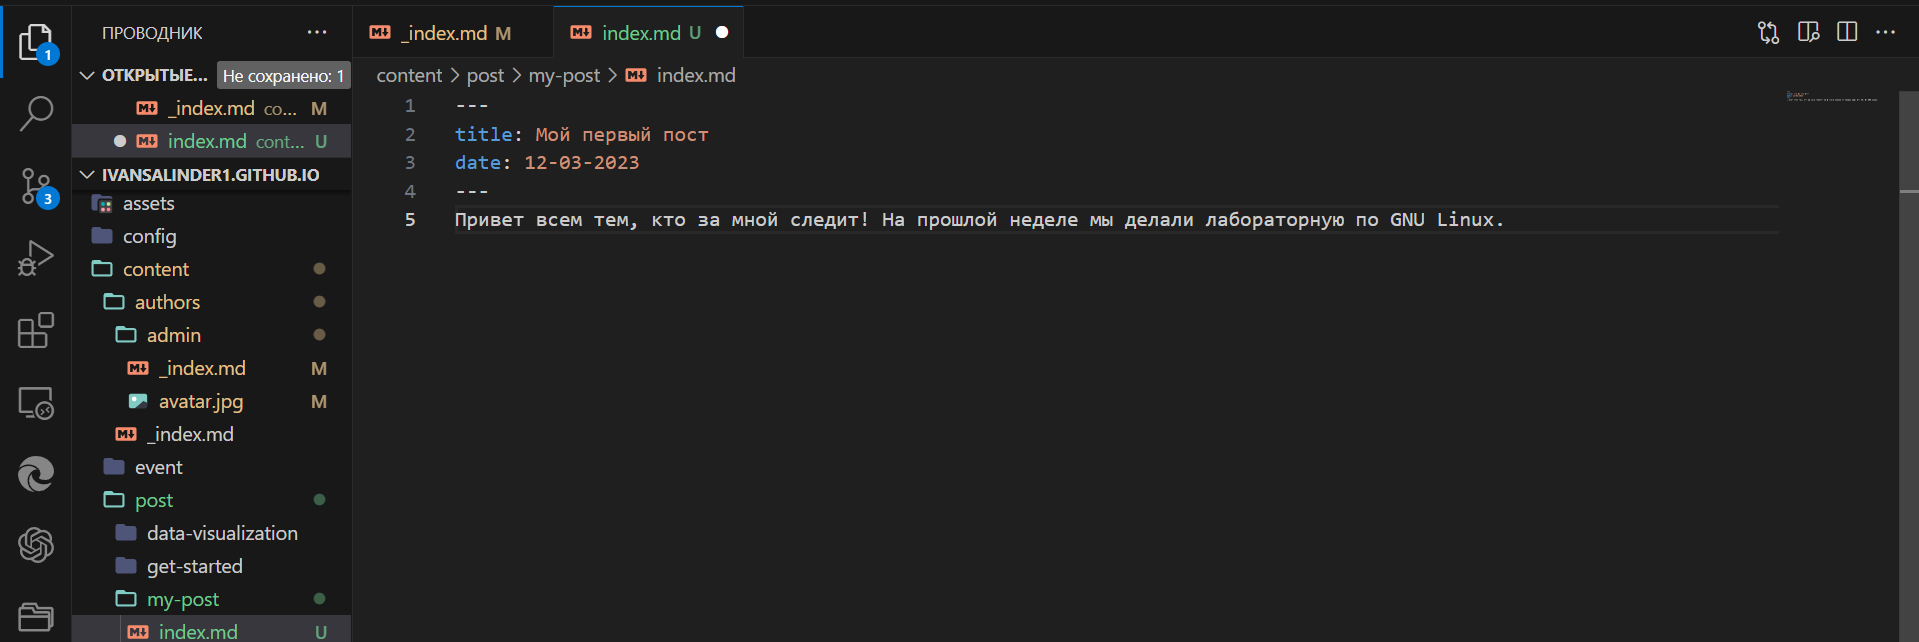 ПРОВОДНИК ...
_index.md M
index.md U
ОТКРЫТЫЕ... Не сохранено: 1
_index.md co... M
index.md cont... U
IVANSALINDER1.GITHUB.IO
assets
config
content
authors
admin
_index.md M
avatar.jpg M
_index.md
event
post
data-visualization
get-started
my-post
index.md U
1
3
content > post > my-post > index.md
1 ---
2 title: Мой первый пост
3 date: 12-03-2023
4 ---
5 Привет всем тем, кто за мной следит! На прошлой неделе мы делали лабораторную по GNU Linux.